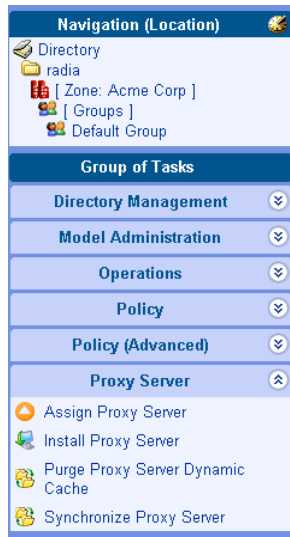 Navigation (Location)
Directory
radia
[ Zone: Acme Corp ]
[ Groups ]
Default Group
Group of Tasks
Directory Management
Model Administration
Operations
Policy
Policy (Advanced)
Proxy Server
Assign Proxy Server
Install Proxy Server
Purge Proxy Server Dynamic
Cache
Synchronize Proxy Server